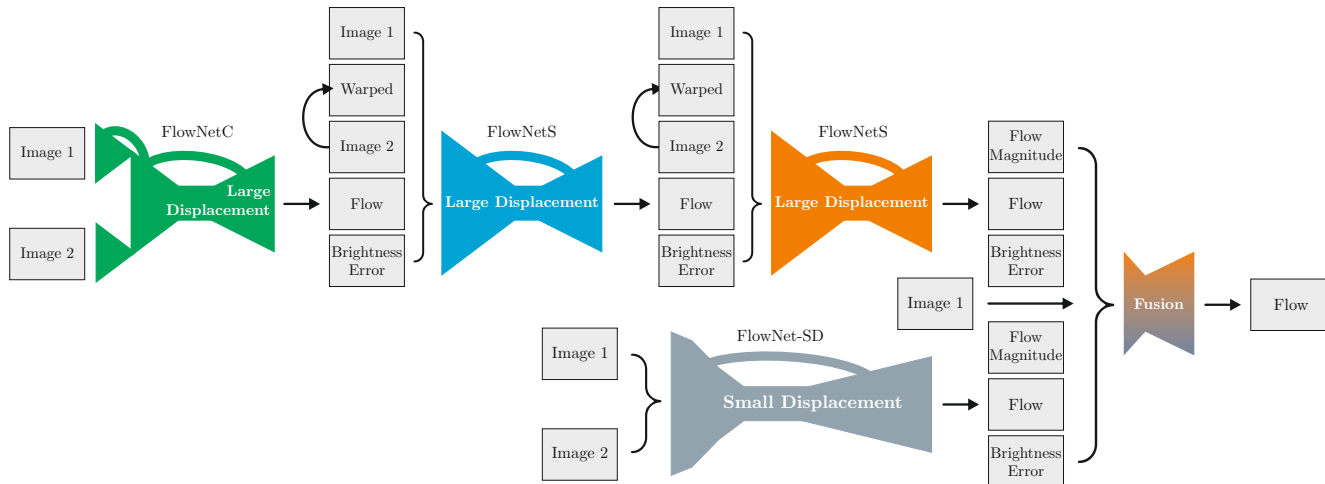 Image 1
Image 2
FlowNetC
Large
Displacement
Image 1
Warped
Image 2
Flow
Brightness
Error
FlowNetS
Large Displacement
Image 1
Warped
Image 2
Flow
Brightness
Error
FlowNetS
Large Displacement
Flow
Magnitude
Flow
Brightness
Error
Image 1
Image 1
Image 2
FlowNet-SD
Small Displacement
Flow
Magnitude
Flow
Brightness
Error
Fusion
Flow